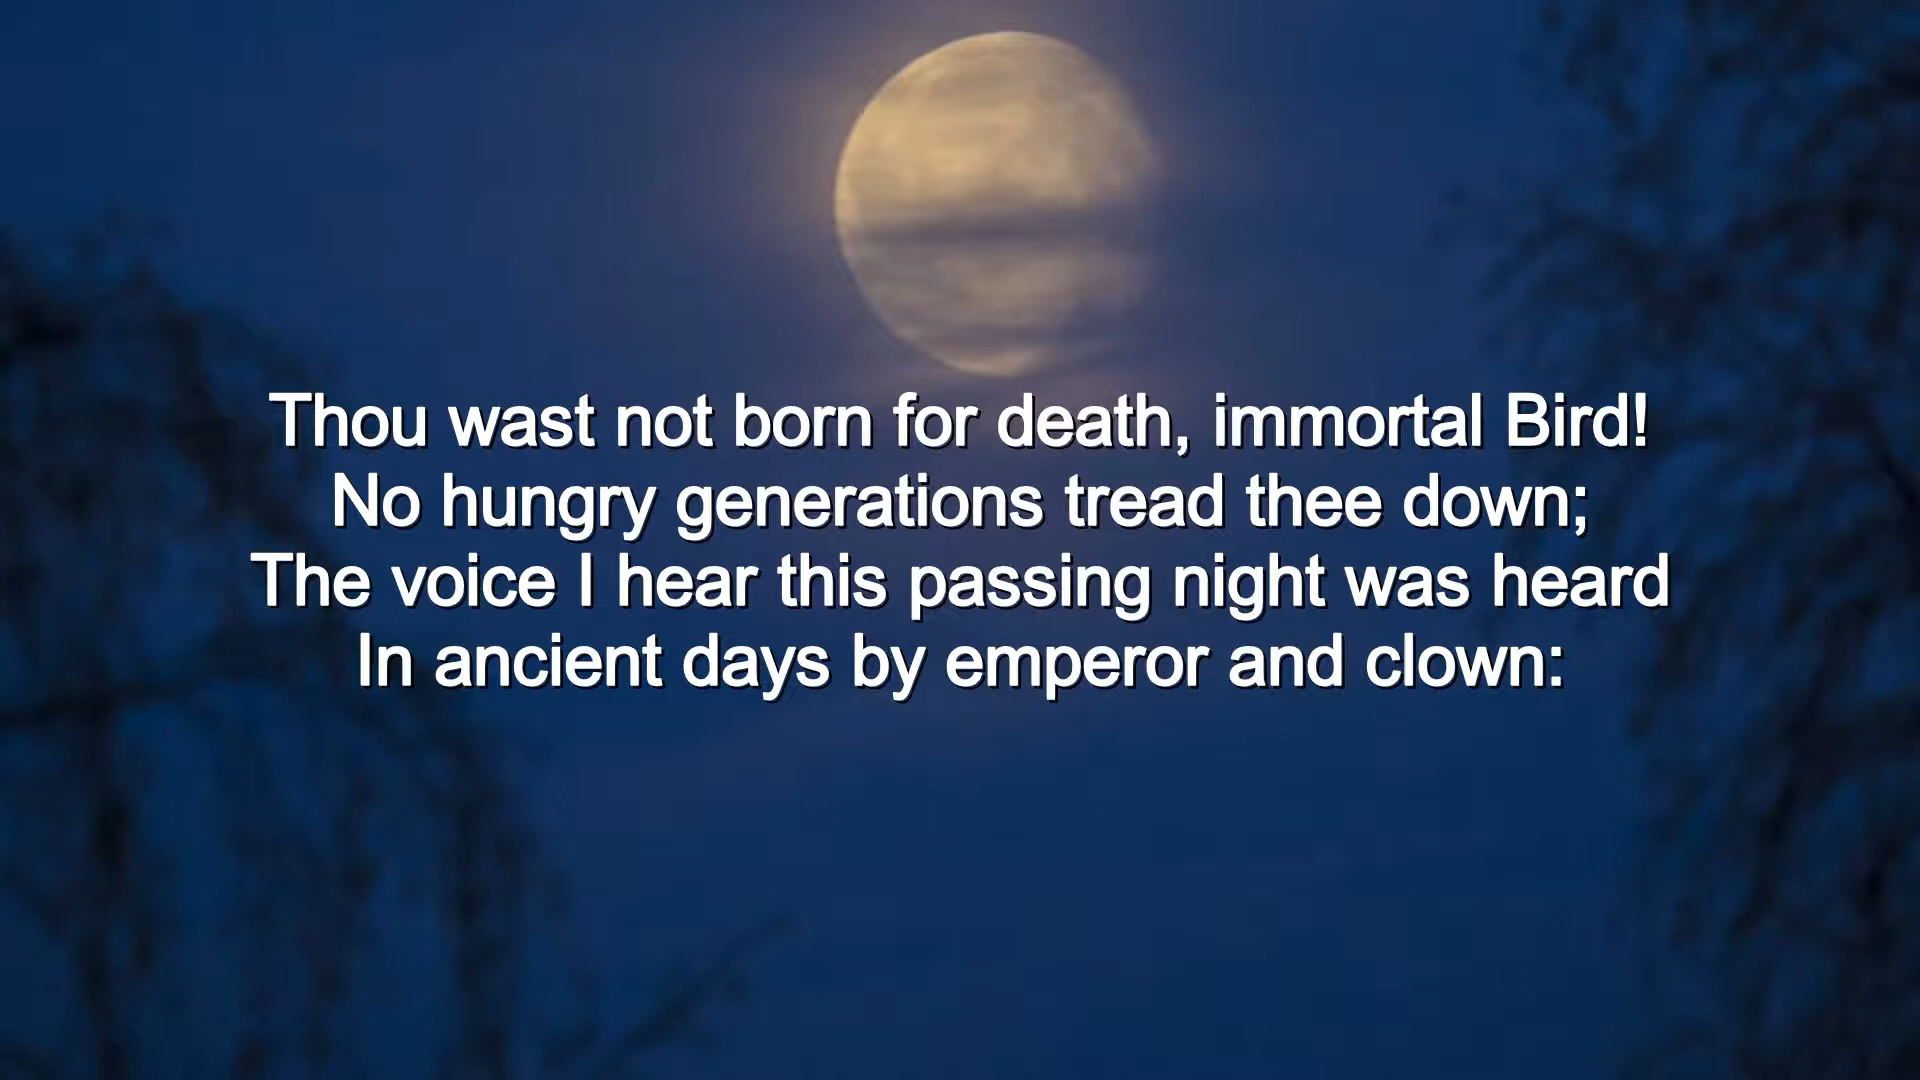 Thou wast not born for death, immortal Bird!
No hungry generations tread thee down;
The voice I hear this passing night was heard
In ancient days by emperor and clown: